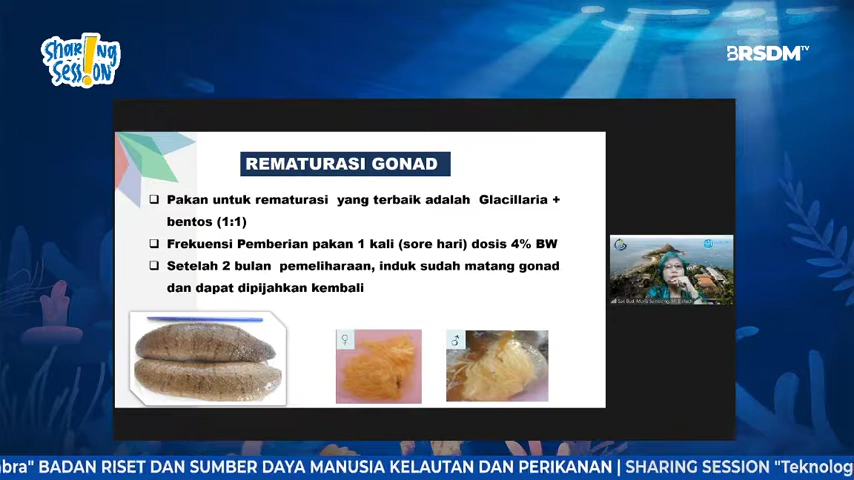 Sharing
Session
BRSDM TV
REMATURASI GONAD
Pakan untuk rematurasi yang terbaik adalah Glacillaria +
bentos (1:1)
Frekuensi Pemberian pakan 1 kali (sore hari) dosis 4% BW
Setelah 2 bulan pemeliharaan, induk sudah matang gonad
dan dapat dipijahkan kembali
♀
♂
abra" BADAN RISET DAN SUMBER DAYA MANUSIA KELAUTAN DAN PERIKANAN | SHARING SESSION "Teknolog